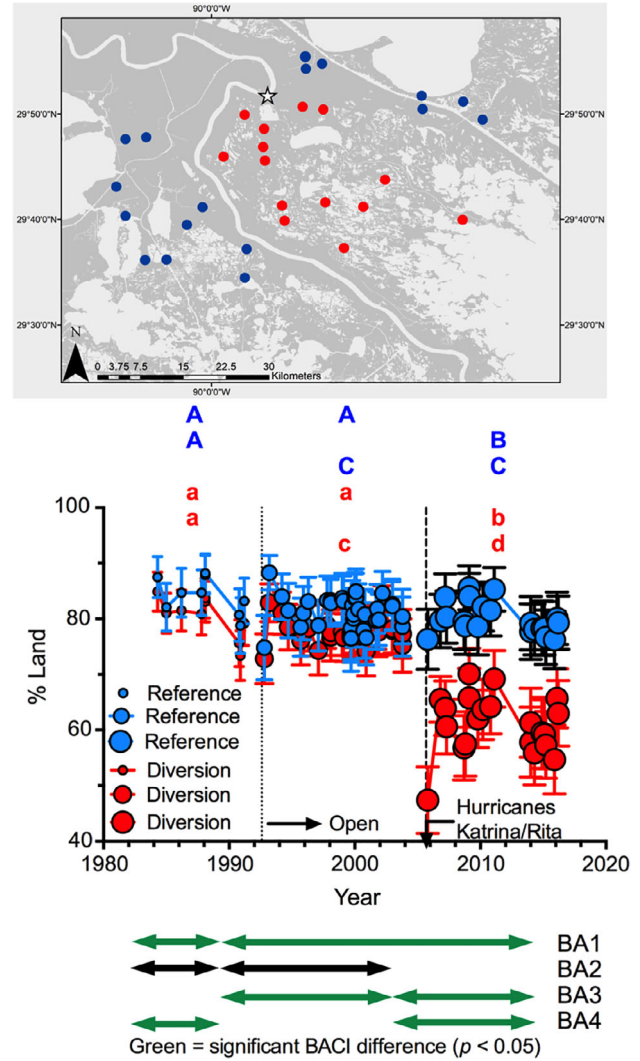 90°0'0"W
29°50'0"N 29°50'0"N
29°40'0"N 29°40'0"N
29°30'0"N 29°30'0"N
N
0 3.75 7.5 15 22.5 30
Kilometers
90°0'0"W
A A B
A C C
a a b
a c d
100
80
60
40
% Land
Reference
Reference
Reference
Diversion
Diversion
Diversion
Open
Hurricanes
Katrina/Rita
1980 1990 2000 2010 2020
Year
BA1
BA2
BA3
BA4
Green = significant BACI difference (p < 0.05)